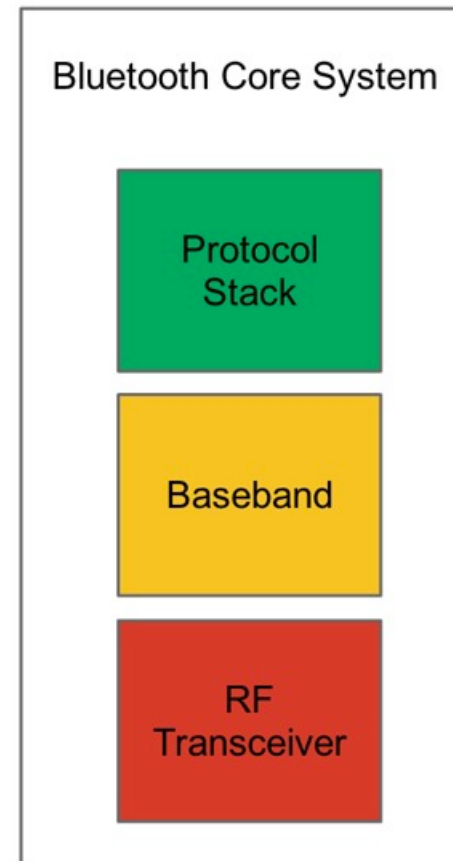 Bluetooth Core System
Protocol
Stack
Baseband
RF
Transceiver